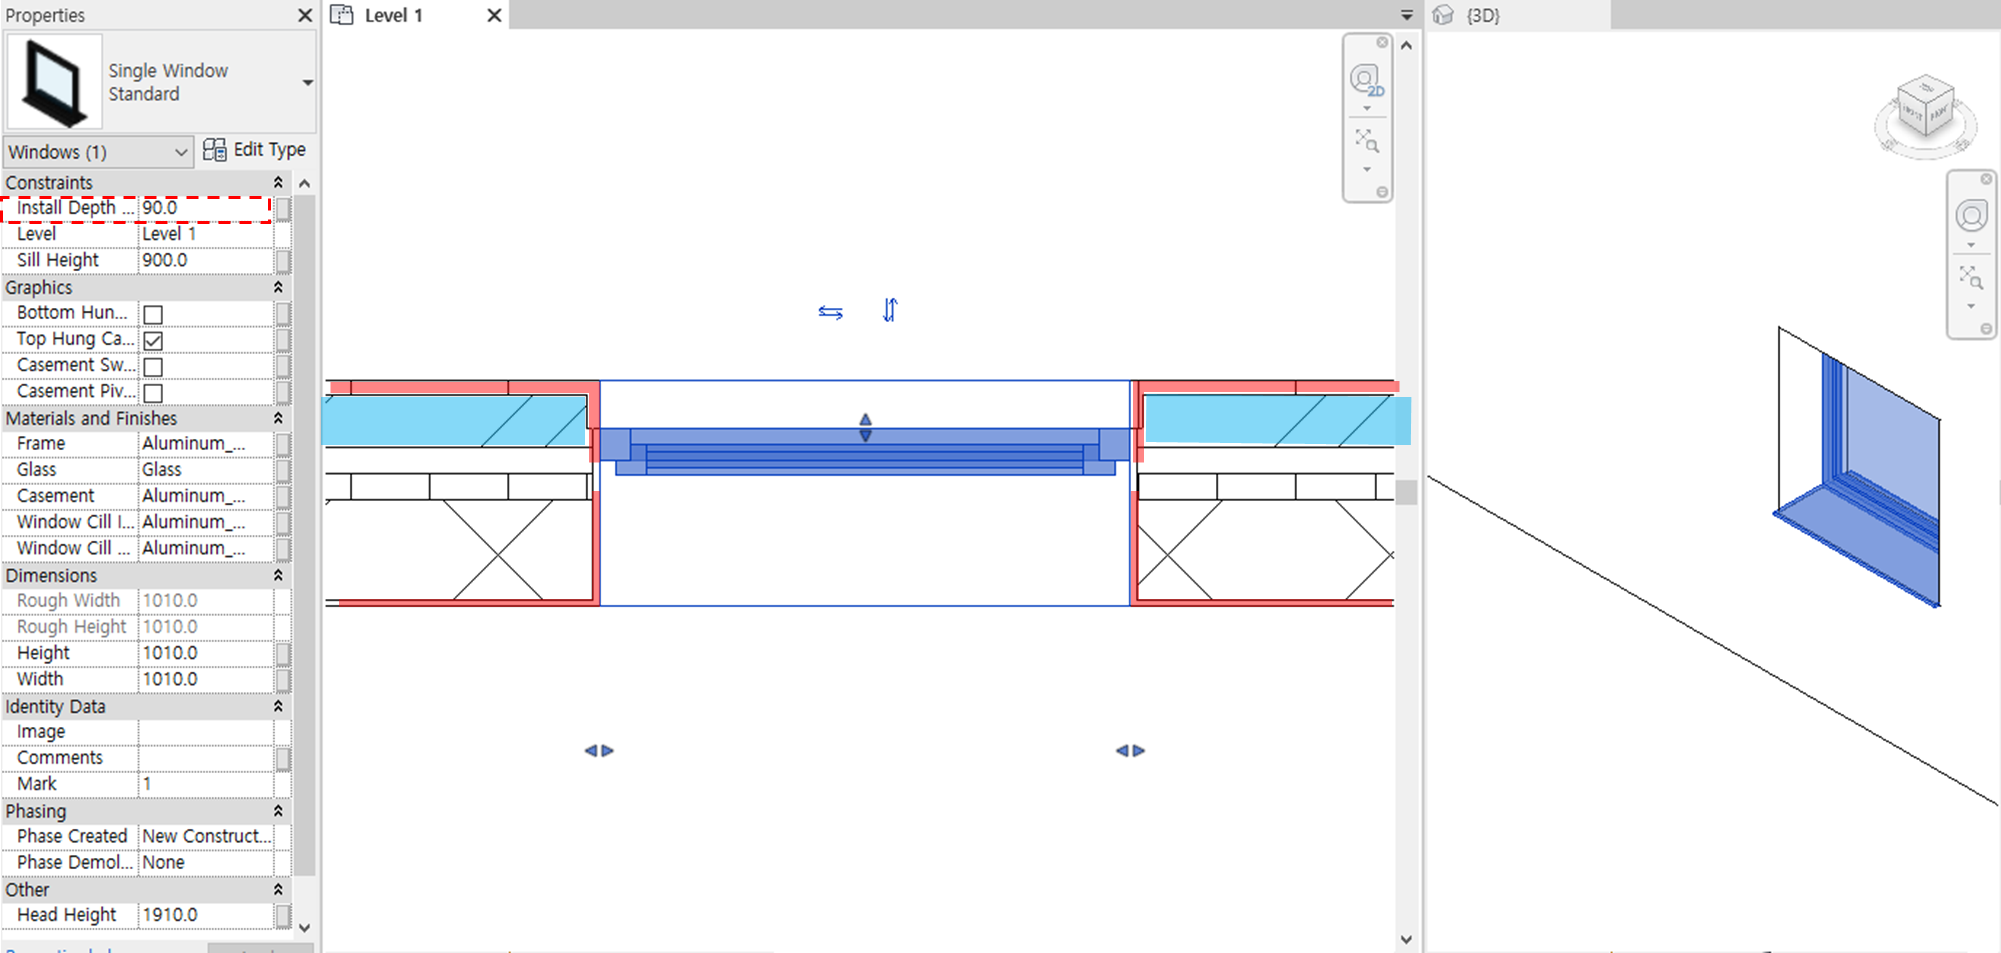 Properties
Single Window
Standard
Windows (1)
Edit Type
Constraints
Install Depth ... 90.0
Level Level 1
Sill Height 900.0
Graphics
Bottom Hun...
Top Hung Ca...
Casement Sw...
Casement Piv...
Materials and Finishes
Frame Aluminum_...
Glass Glass
Casement Aluminum_...
Window Cill I... Aluminum_...
Window Cill ... Aluminum_...
Dimensions
Rough Width 1010.0
Rough Height 1010.0
Height 1010.0
Width 1010.0
Identity Data
Image
Comments
Mark 1
Phasing
Phase Created New Construct...
Phase Demol... None
Other
Head Height 1910.0
Level 1
2D
{3D}